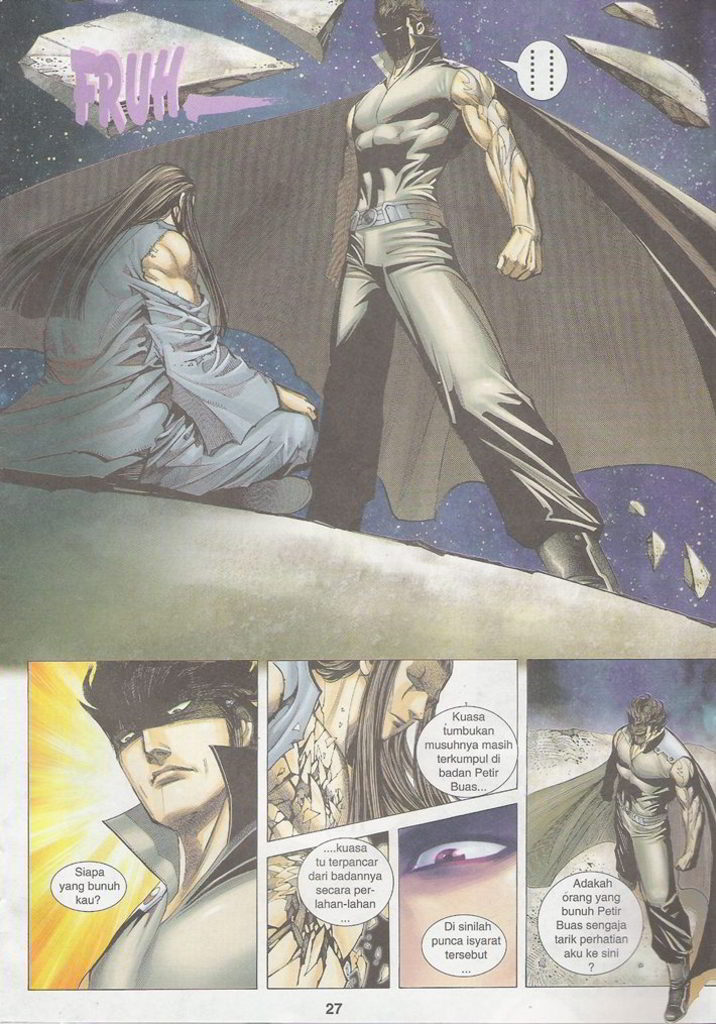 FRUH
Siapa
yang bunuh
kau?
Kuasa
tumbukan
musuhnya masih
terkumpul di
badan Petir
Buas...
....kuasa
tu terpancar
dari badannya
secara per-
lahan-lahan
...
Di sinilah
punca isyarat
tersebut
...
Adakah
orang yang
bunuh Petir
Buas sengaja
tarik perhatian
aku ke sini
?
27